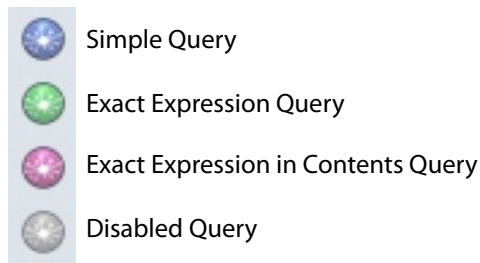 Simple Query
Exact Expression Query
Exact Expression in Contents Query
Disabled Query